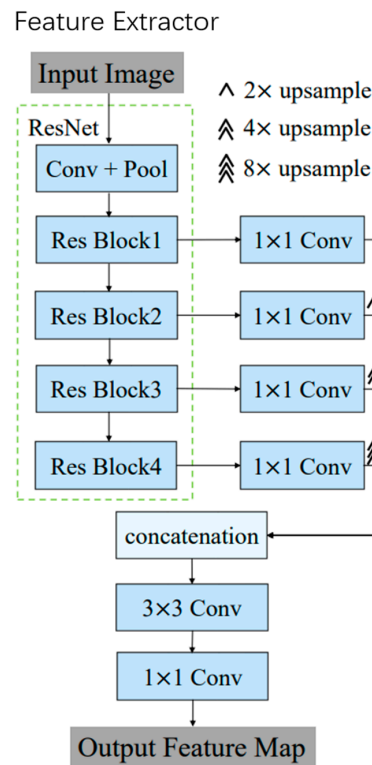 Feature Extractor
Input Image
2× upsample
4× upsample
8× upsample
ResNet
Conv + Pool
Res Block1
1×1 Conv
Res Block2
1×1 Conv
Res Block3
1×1 Conv
Res Block4
1×1 Conv
concatenation
3×3 Conv
1×1 Conv
Output Feature Map